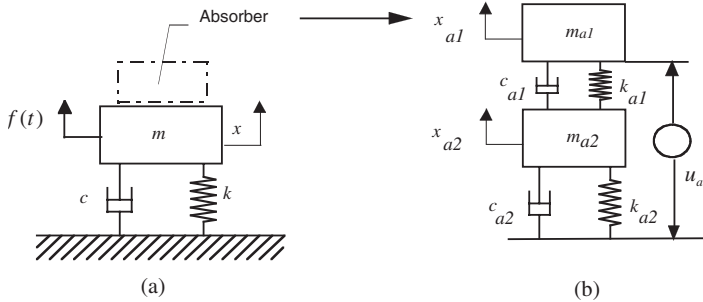 Absorber
f(t)
m
x
c
k
(a)
x a1
m a1
c a1
k a1
x a2
m a2
c a2
k a2
u a
(b)